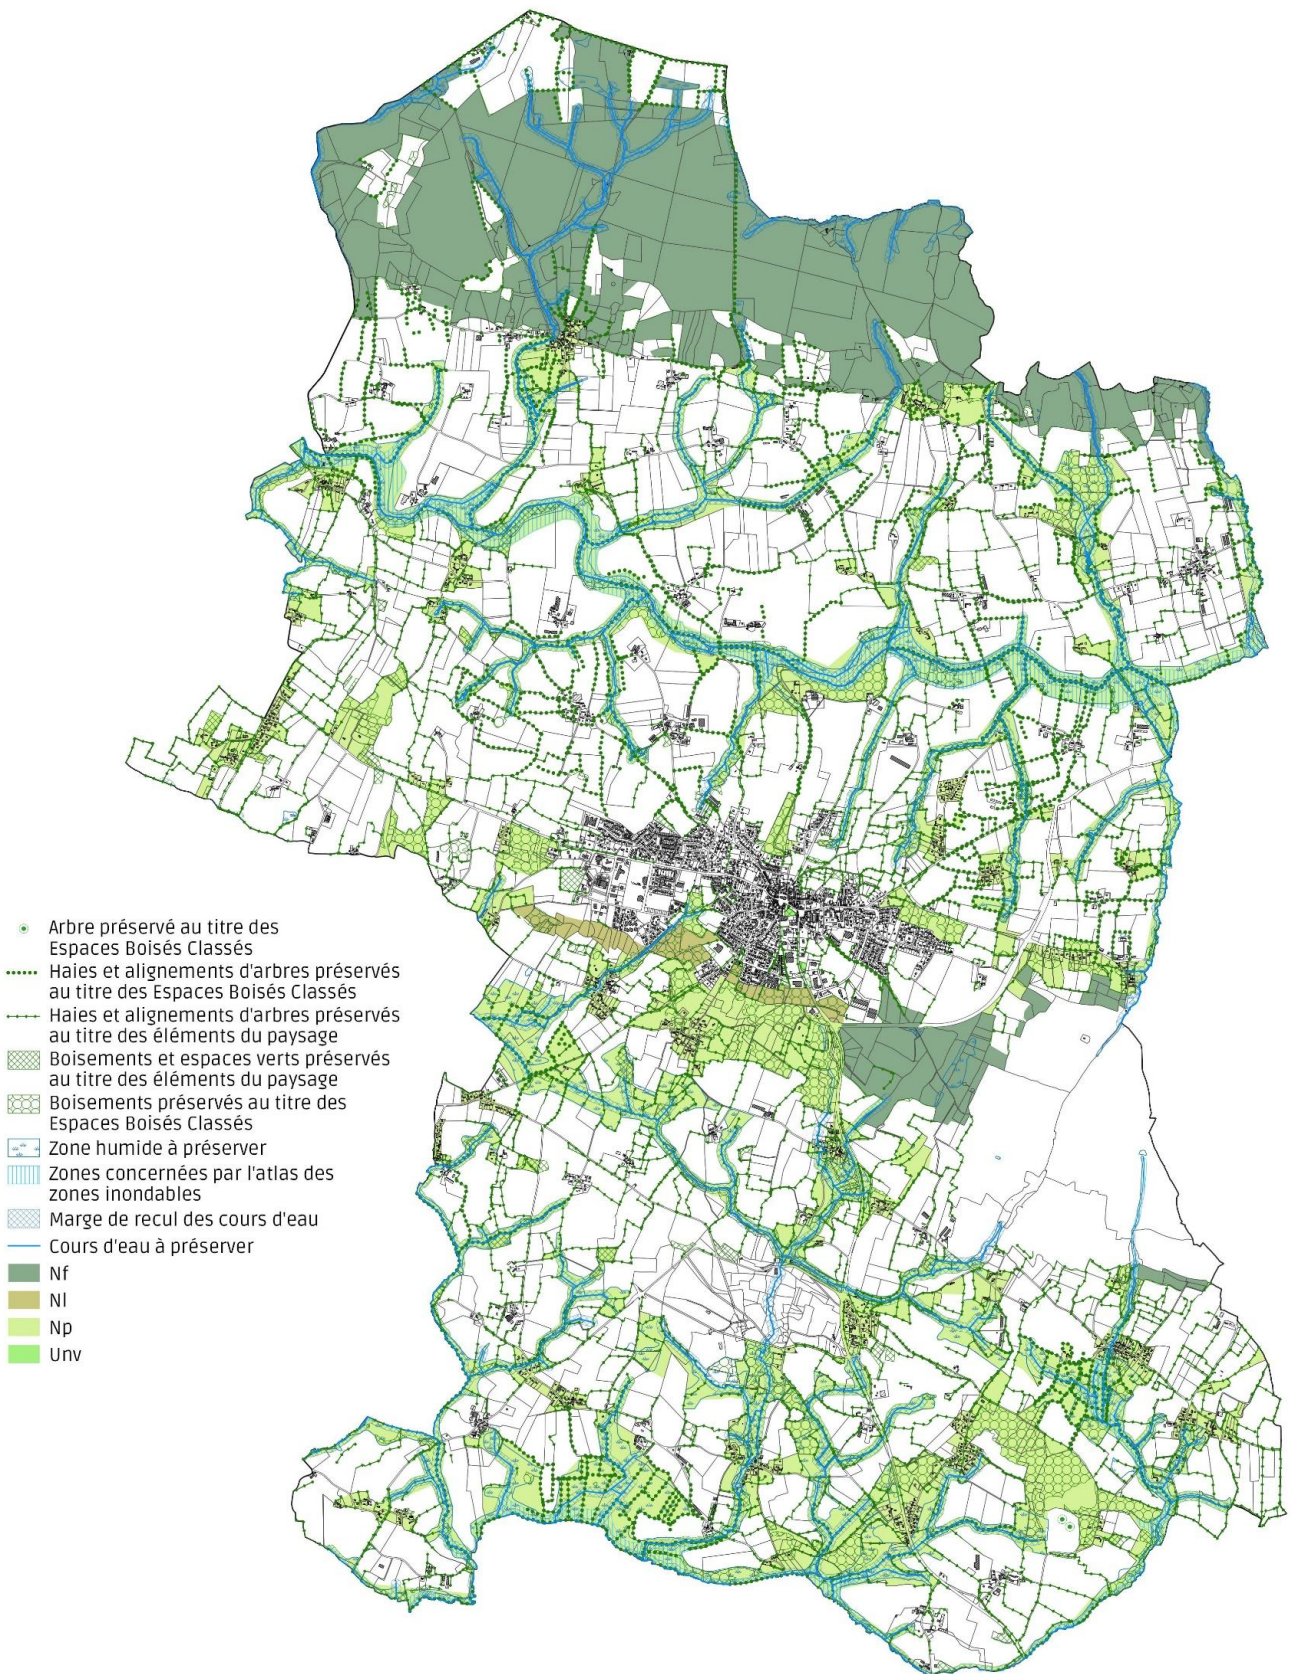 Arbre préservé au titre des
Espaces Boisés Classés
Haies et alignements d'arbres préservés
au titre des Espaces Boisés Classés
Haies et alignements d'arbres préservés
au titre des éléments du paysage
Boisements et espaces verts préservés
au titre des éléments du paysage
Boisements préservés au titre des
Espaces Boisés Classés
Zone humide à préserver
Zones concernées par l'atlas des
zones inondables
Marge de recul des cours d'eau
Cours d'eau à préserver
Nf
Nl
Np
Unv